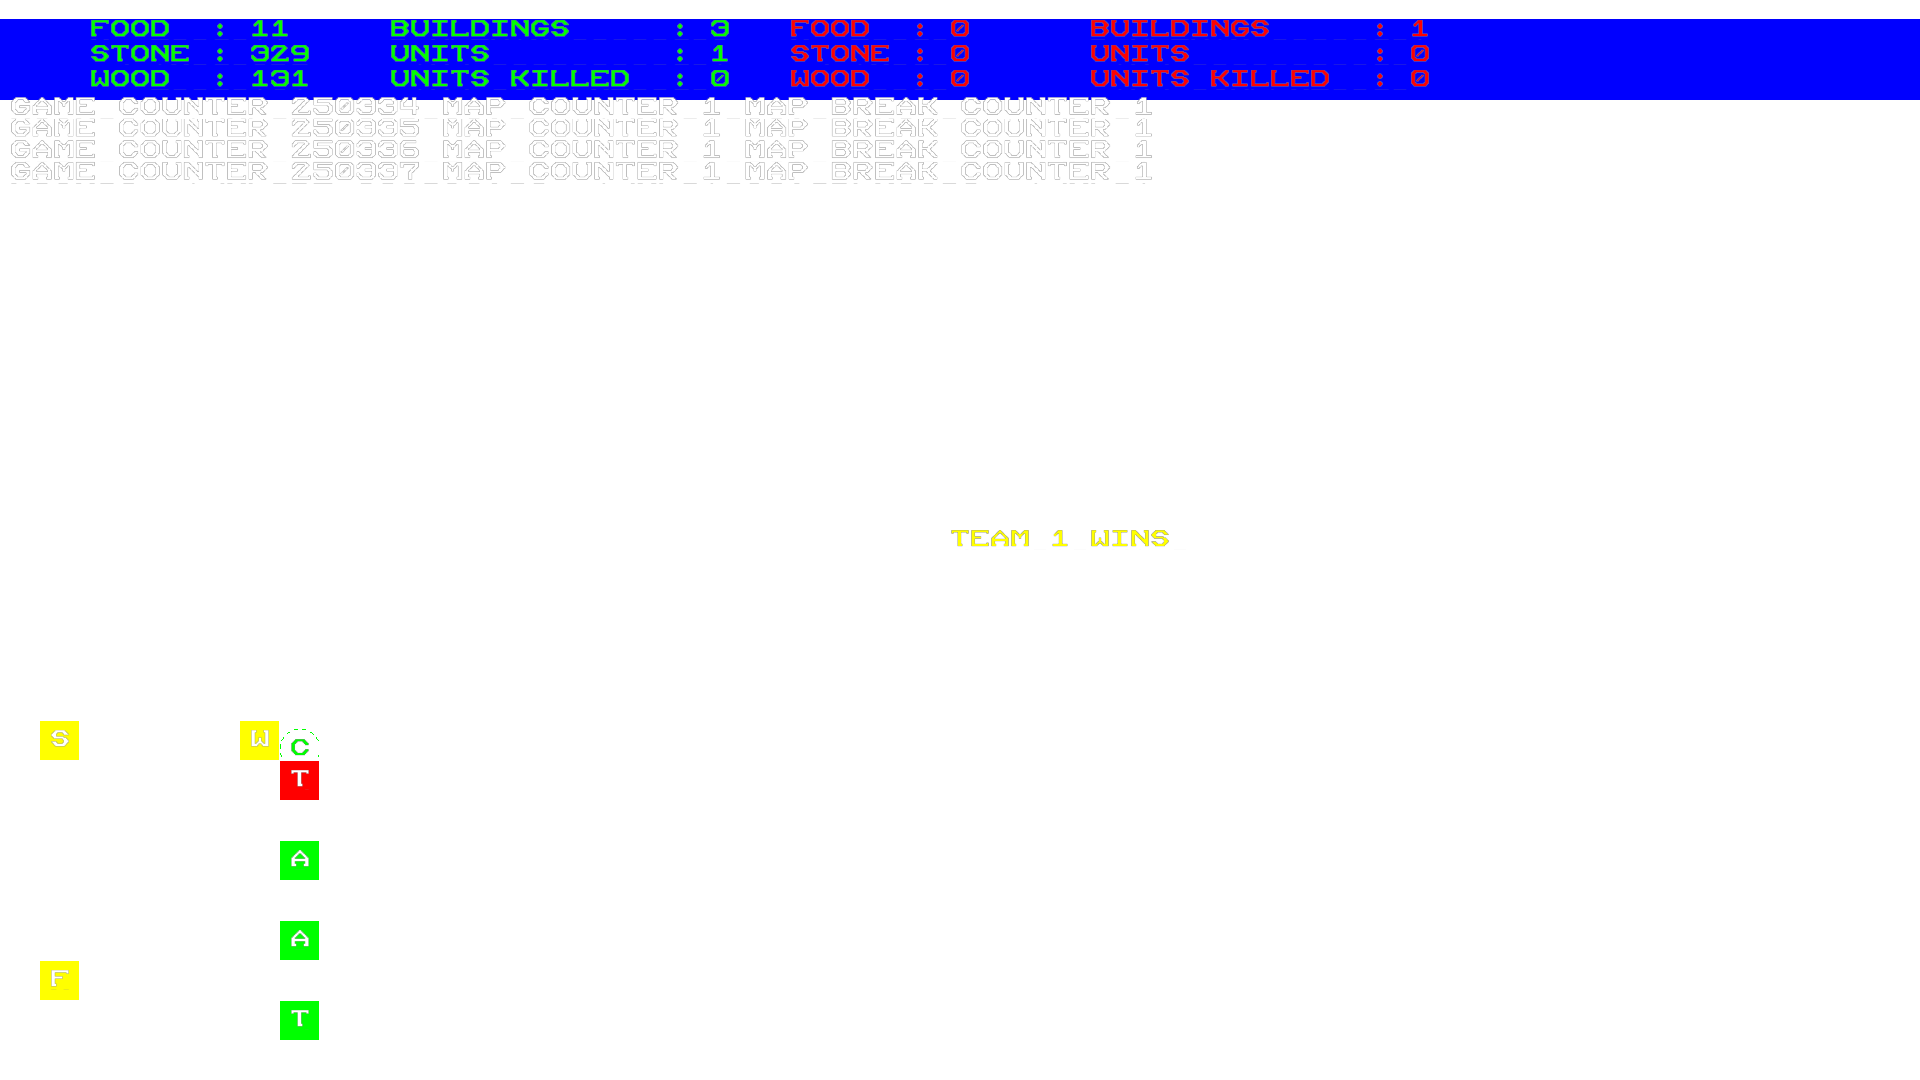 FOOD : 11 BUILDINGS : 3 FOOD : 0 BUILDINGS : 1
STONE : 329 UNITS : 1 STONE : 0 UNITS : 0
WOOD : 131 UNITS KILLED : 0 WOOD : 0 UNITS KILLED : 0
GAME COUNTER 250334 MAP COUNTER 1 MAP BREAK COUNTER 1
GAME COUNTER 250335 MAP COUNTER 1 MAP BREAK COUNTER 1
GAME COUNTER 250336 MAP COUNTER 1 MAP BREAK COUNTER 1
GAME COUNTER 250337 MAP COUNTER 1 MAP BREAK COUNTER 1
TEAM 1 WINS
S W C
T
A
A
F
T